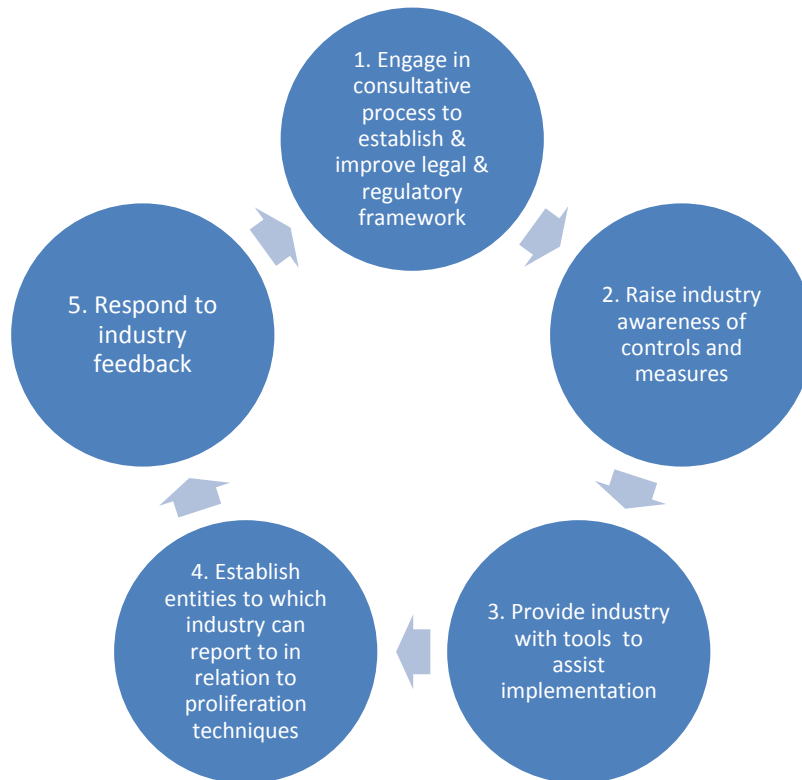 1. Engage in
consultative
process to
establish &
improve legal &
regulatory
framework
2. Raise industry
awareness of
controls and
measures
3. Provide industry
with tools  to
assist
implementation
4. Establish
entities to which
industry can
report to in
relation to
proliferation
techniques
5. Respond to
industry
feedback